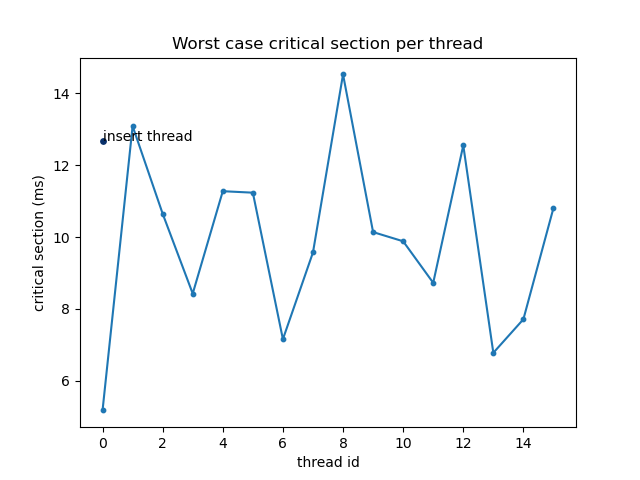 Worst case critical section per thread
14
insert thread
12
10
8
6
critical section (ms)
0 2 4 6 8 10 12 14
thread id